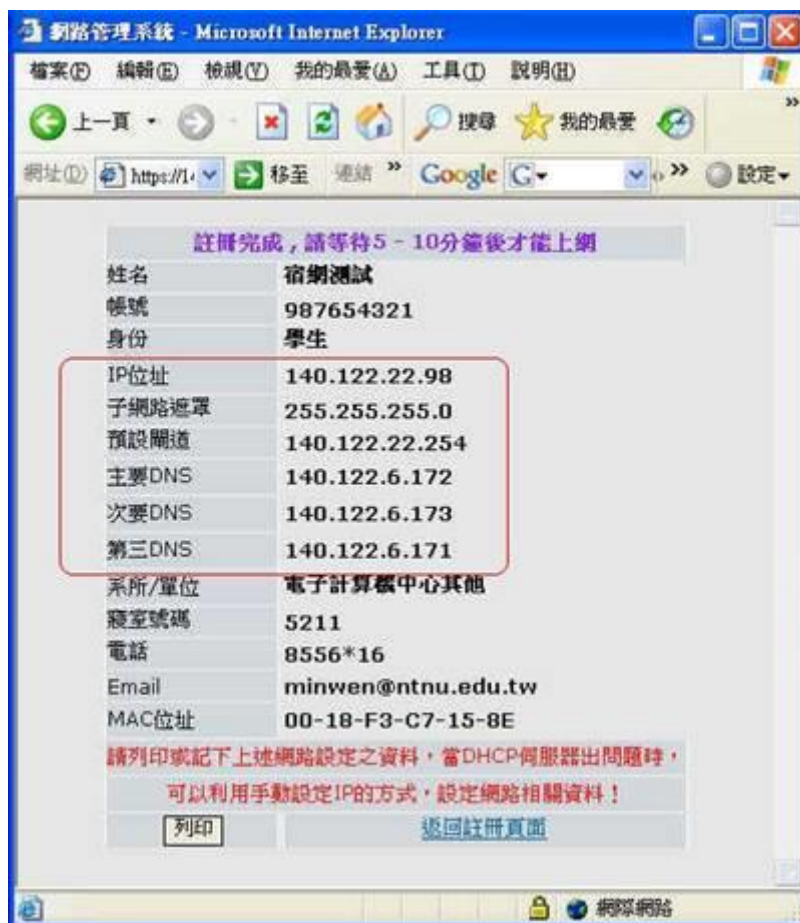 網路管理系統 - Microsoft Internet Explorer
檔案(F) 編輯(E) 檢視(V) 我的最愛(A) 工具(T) 說明(H)
上一頁 搜尋 我的最愛 »
網址(D) https://14 移至 連結 » Google G » 設定
註冊完成,請等待5 - 10分鐘後才能上網
姓名 宿網測試
帳號 987654321
身份 學生
IP位址 140.122.22.98
子網路遮罩 255.255.255.0
預設閘道 140.122.22.254
主要DNS 140.122.6.172
次要DNS 140.122.6.173
第三DNS 140.122.6.171
系所/單位 電子計算機中心其他
寢室號碼 5211
電話 8556*16
Email minwen@ntnu.edu.tw
MAC位址 00-18-F3-C7-15-8E
請列印或記下上述網路設定之資料,當DHCP伺服器出問題時,
可以利用手動設定IP的方式,設定網路相關資料!
列印 返回註冊頁面
網際網路